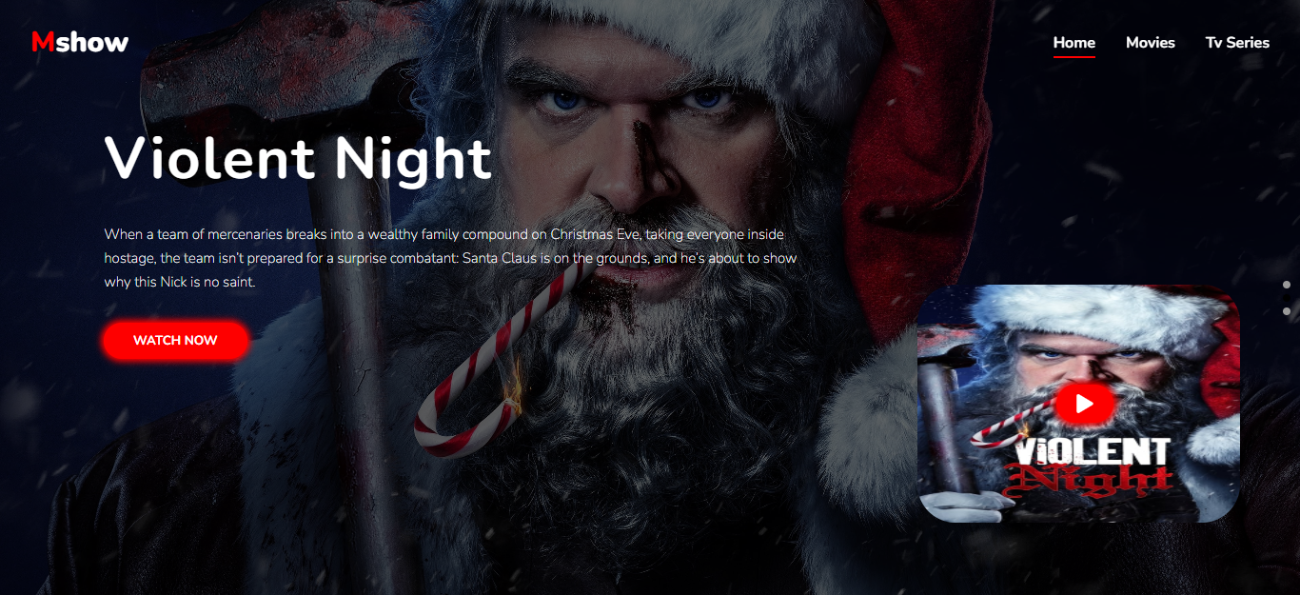 Mshow
Home Movies Tv Series
Violent Night
When a team of mercenaries breaks into a wealthy family compound on Christmas Eve, taking everyone inside
hostage, the team isn't prepared for a surprise combatant: Santa Claus is on the grounds, and he's about to show
why this Nick is no saint.
WATCH NOW
ViOLENT
Night